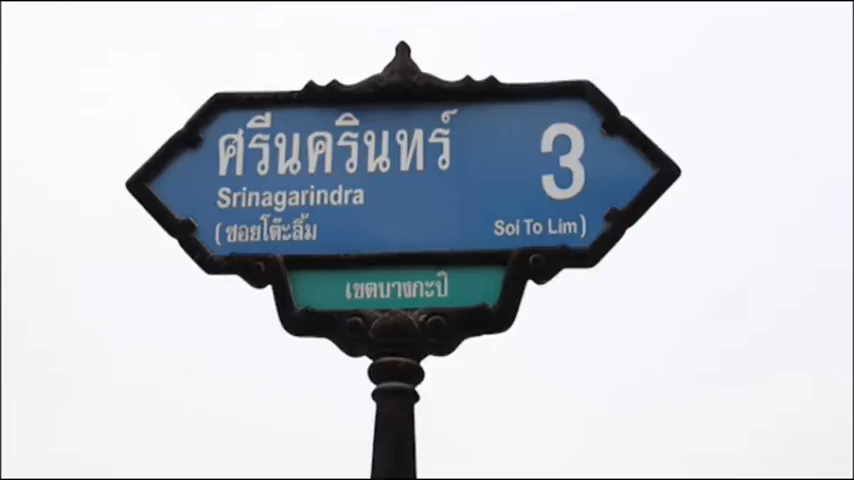 ศรีนครินทร์ 3
Srinagarindra
(ซอยโต๊ะลิ้ม Soi To Lim)
เขตบางกะปิ